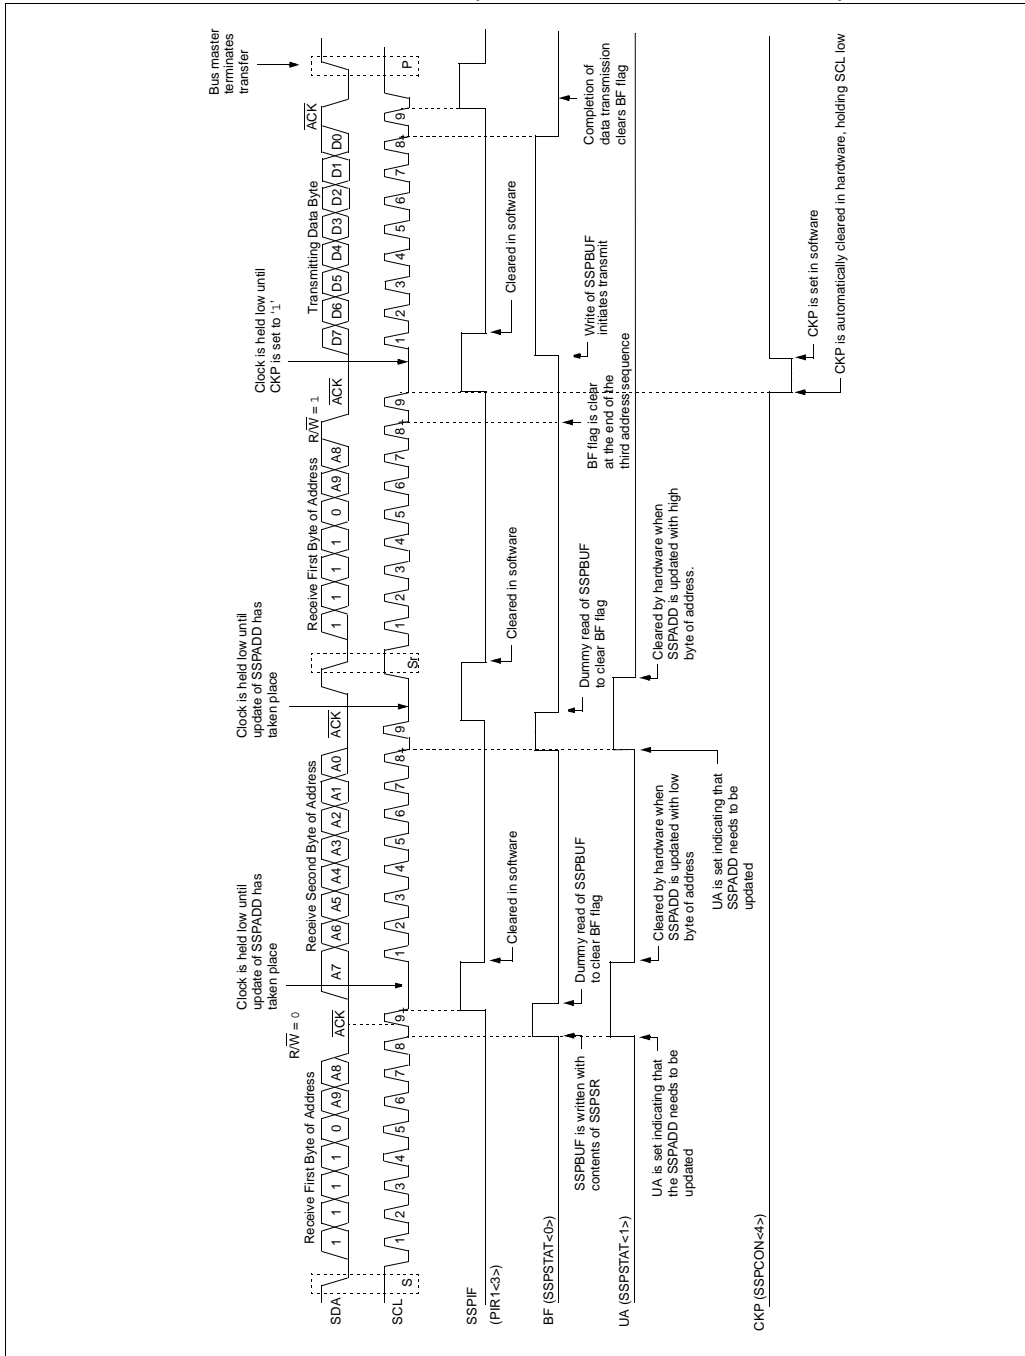 Bus master
terminates
transfer
Clock is held low until
CKP is set to '1'
Clock is held low until
update of SSPADD has
taken place
Clock is held low until
update of SSPADD has
taken place
R/W = 0
R/W = 1
Receive First Byte of Address
ACK
Receive Second Byte of Address
ACK
Receive First Byte of Address
ACK
Transmitting Data Byte
ACK
SDA
1 1 1 1 0 A9 A8
A7 A6 A5 A4 A3 A2 A1 A0
1 1 1 1 0 A9 A8
D7 D6 D5 D4 D3 D2 D1 D0
SCL
S 1 2 3 4 5 6 7 8 9
1 2 3 4 5 6 7 8 9
Sr 1 2 3 4 5 6 7 8 9
1 2 3 4 5 6 7 8 9 P
SSPIF
(PIR1<3>)
Cleared in software
Cleared in software
Cleared in software
BF (SSPSTAT<0>)
SSPBUF is written with
contents of SSPSR
Dummy read of SSPBUF
to clear BF flag
Dummy read of SSPBUF
to clear BF flag
BF flag is clear
at the end of the
third address sequence
Write of SSPBUF
initiates transmit
Completion of
data transmission
clears BF flag
UA (SSPSTAT<1>)
UA is set indicating that
the SSPADD needs to be
updated
Cleared by hardware when
SSPADD is updated with low
byte of address
UA is set indicating that
SSPADD needs to be
updated
Cleared by hardware when
SSPADD is updated with high
byte of address.
CKP (SSPCON<4>)
CKP is set in software
CKP is automatically cleared in hardware, holding SCL low